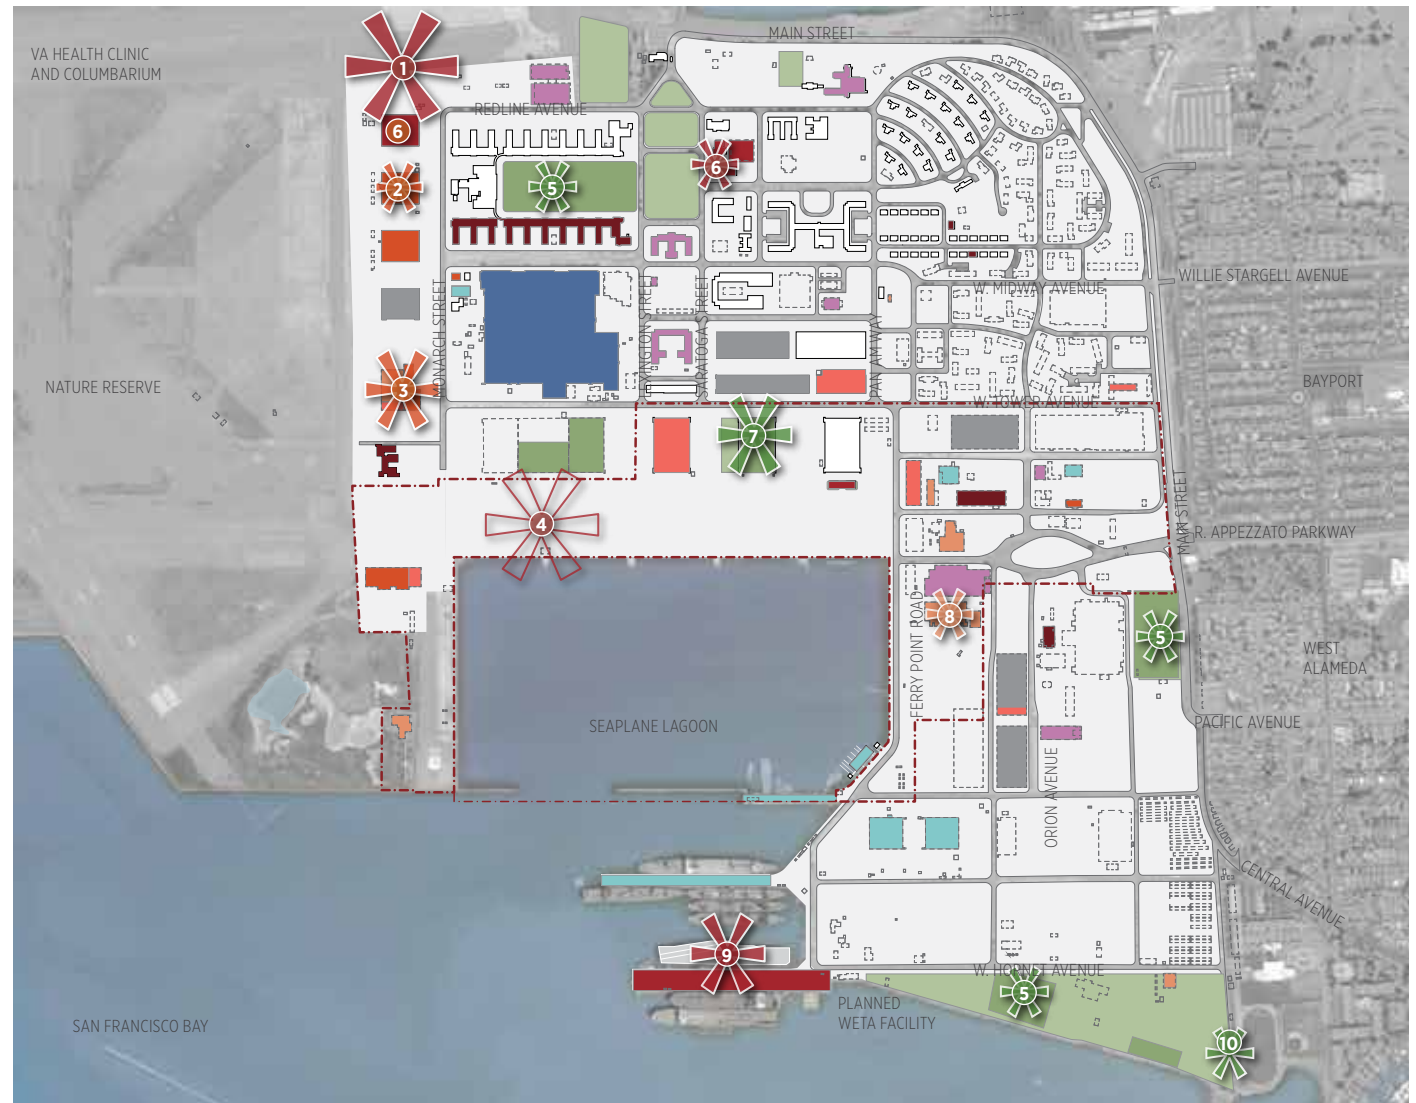 MAIN STREET
VA HEALTH CLINIC
AND COLUMBARIUM
1
REDLINE AVENUE
6
6
2
5
WILLIE STARGELL AVENUE
W. MIDWAY AVENUE
MONARCH STREET
STREET
STREET
3
NATURE RESERVE
BAYPORT
W. TOWER AVENUE
7
4
MAIN STREET
R. APPEZZATO PARKWAY
8
5
FERRY POINT ROAD
WEST
ALAMEDA
SEAPLANE LAGOON
PACIFIC AVENUE
ORION AVENUE
CENTRAL AVENUE
9
W. HORNET AVENUE
5
PLANNED
WETA FACILITY
SAN FRANCISCO BAY
10